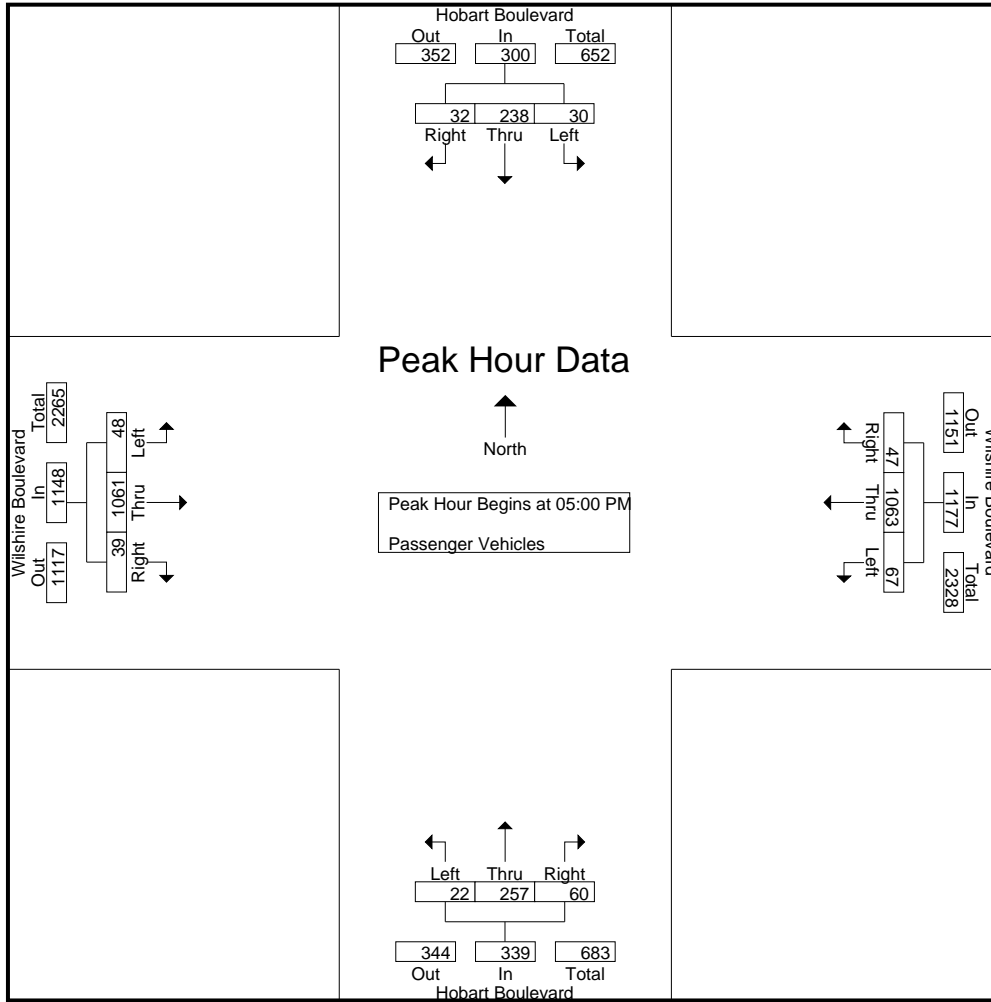 Hobart Boulevard
Out In Total
352 300 652
32 238 30
Right Thru Left
Peak Hour Data
North
Peak Hour Begins at 05:00 PM
Passenger Vehicles
Wilshire Boulevard
Out In Total
1117 1148 2265
39 1061 48
Right Thru Left
Wilshire Boulevard
Out In Total
1151 1177 2328
47 1063 67
Right Thru Left
Left Thru Right
22 257 60
344 339 683
Out In Total
Hobart Boulevard